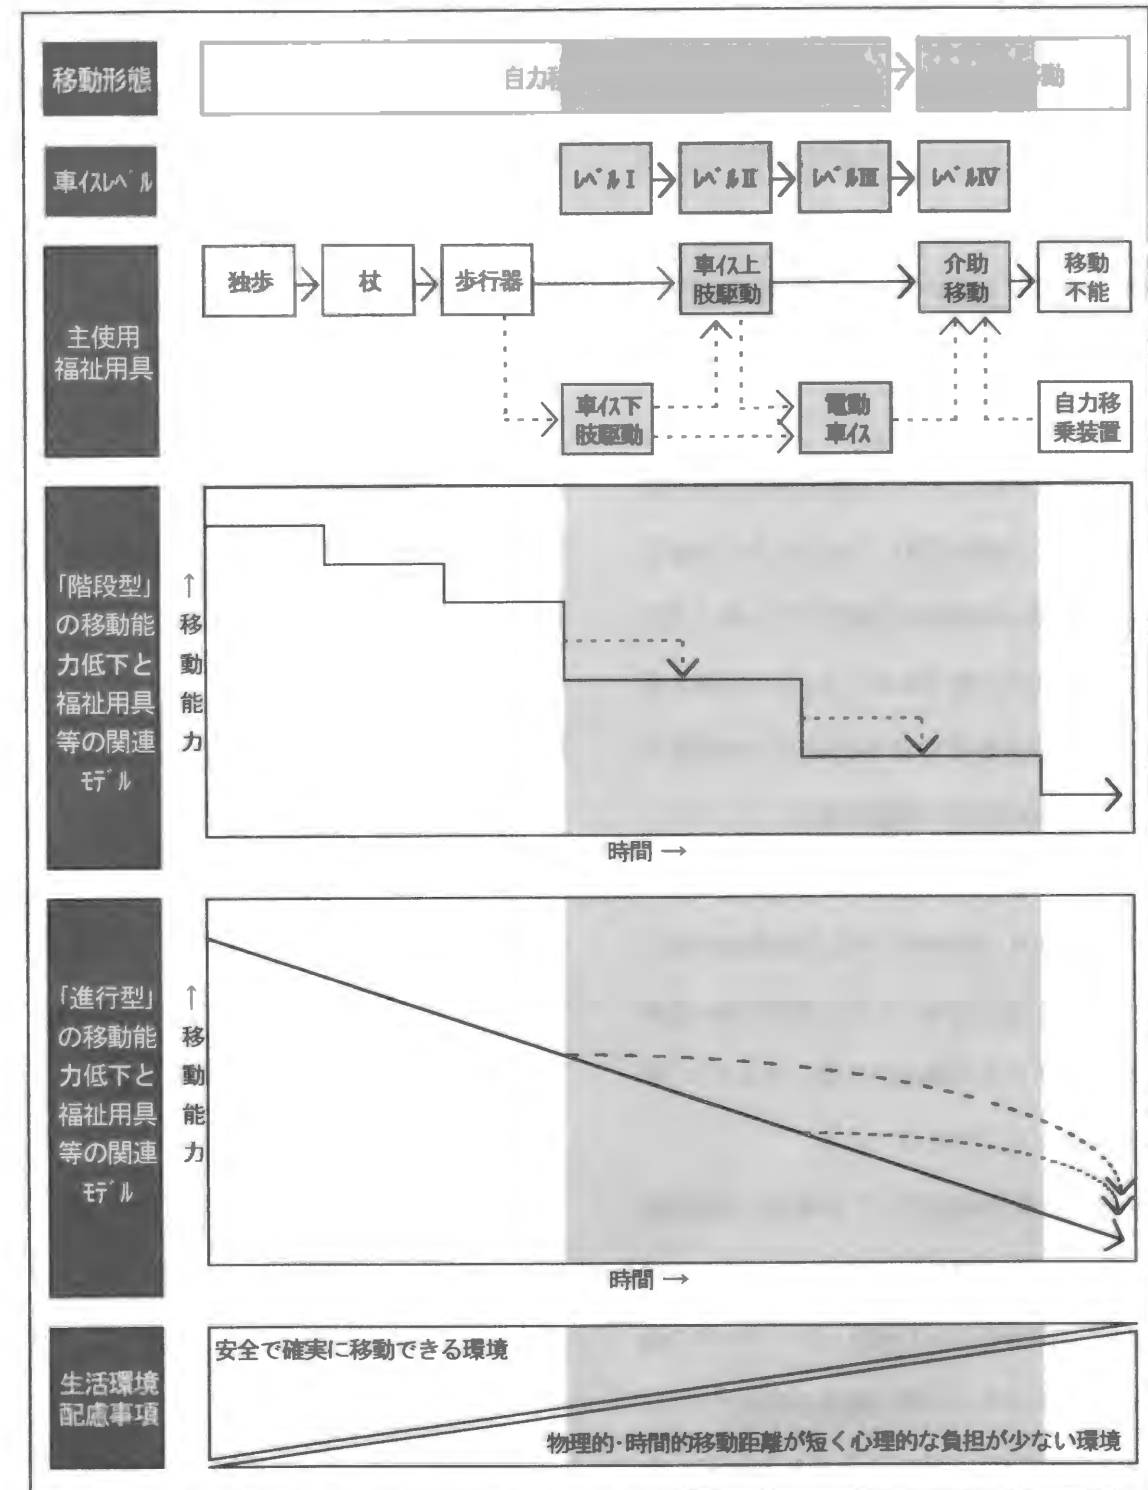 移動形態
自力移
動
車イスレベル
レベルⅠ
レベルⅡ
レベルⅢ
レベルⅣ
主使用
福祉用具
独歩
杖
歩行器
車イス上
肢駆動
介助
移動
移動
不能
車イス下
肢駆動
電動
車イス
自力移
乗装置
「階段型」
の移動能
力低下と
福祉用具
等の関連
モデル
↑
移
動
能
力
時間 →
「進行型」
の移動能
力低下と
福祉用具
等の関連
モデル
↑
移
動
能
力
時間 →
生活環境
配慮事項
安全で確実に移動できる環境
物理的・時間的移動距離が短く心理的な負担が少ない環境